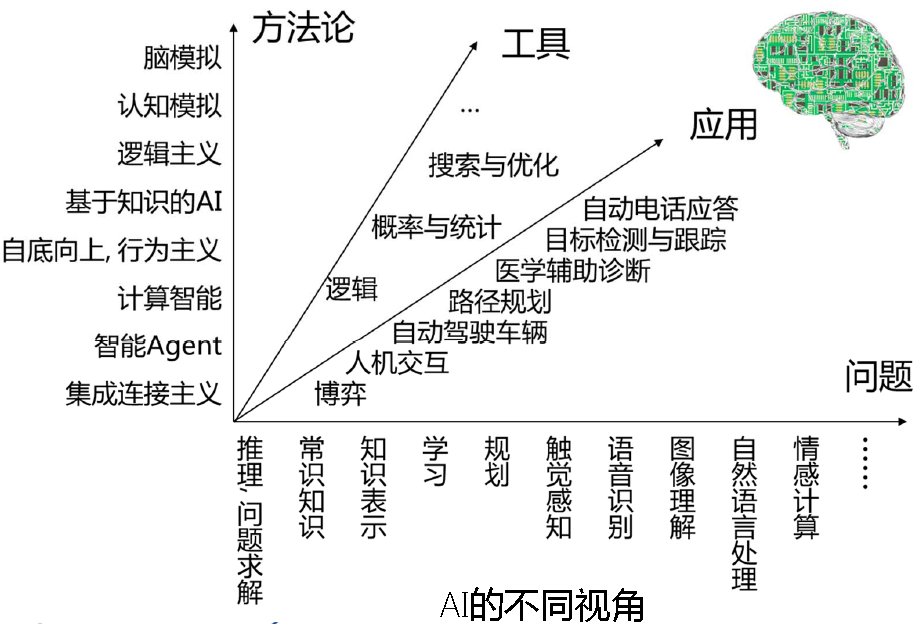 方法论
脑模拟
认知模拟
逻辑主义
基于知识的AI
自底向上, 行为主义
计算智能
智能Agent
集成连接主义
工具
...
搜索与优化
概率与统计
逻辑
应用
自动电话应答
目标检测与跟踪
医学辅助诊断
路径规划
自动驾驶车辆
人机交互
博弈
问题
推理, 问题求解
常识知识
知识表示
学习
规划
触觉感知
语音识别
图像理解
自然语言处理
情感计算
……
AI的不同视角